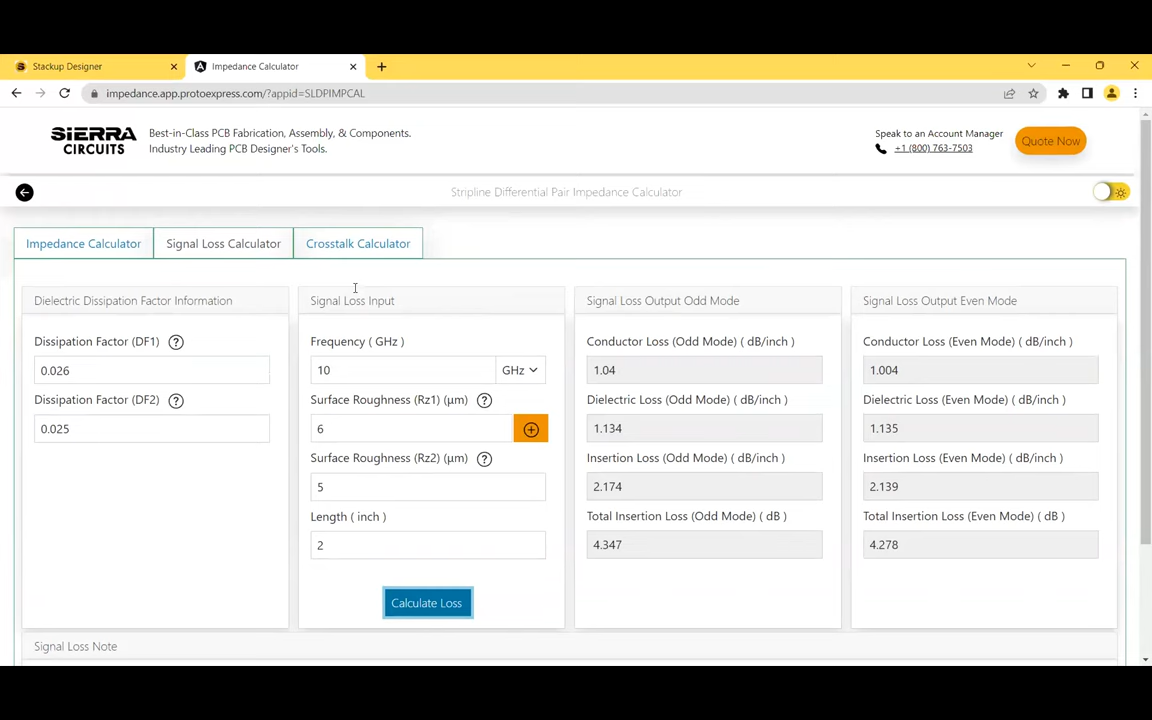 Stackup Designer
Impedance Calculator
impedance.app.protoexpress.com/?appid=SLDPIMPCAL
SIERRA
CIRCUITS
Best-in-Class PCB Fabrication, Assembly, & Components.
Industry Leading PCB Designer's Tools.
Speak to an Account Manager
+1 (800) 763-7503
Quote Now
Stripline Differential Pair Impedance Calculator
Impedance Calculator
Signal Loss Calculator
Crosstalk Calculator
Dielectric Dissipation Factor Information
Dissipation Factor (DF1) ?
0.026
Dissipation Factor (DF2) ?
0.025
Signal Loss Input
Frequency ( GHz )
10
GHz
Surface Roughness (Rz1) (μm) ?
6
Surface Roughness (Rz2) (μm) ?
5
Length ( inch )
2
Calculate Loss
Signal Loss Output Odd Mode
Conductor Loss (Odd Mode) ( dB/inch )
1.04
Dielectric Loss (Odd Mode) ( dB/inch )
1.134
Insertion Loss (Odd Mode) ( dB/inch )
2.174
Total Insertion Loss (Odd Mode) ( dB )
4.347
Signal Loss Output Even Mode
Conductor Loss (Even Mode) ( dB/inch )
1.004
Dielectric Loss (Even Mode) ( dB/inch )
1.135
Insertion Loss (Even Mode) ( dB/inch )
2.139
Total Insertion Loss (Even Mode) ( dB )
4.278
Signal Loss Note